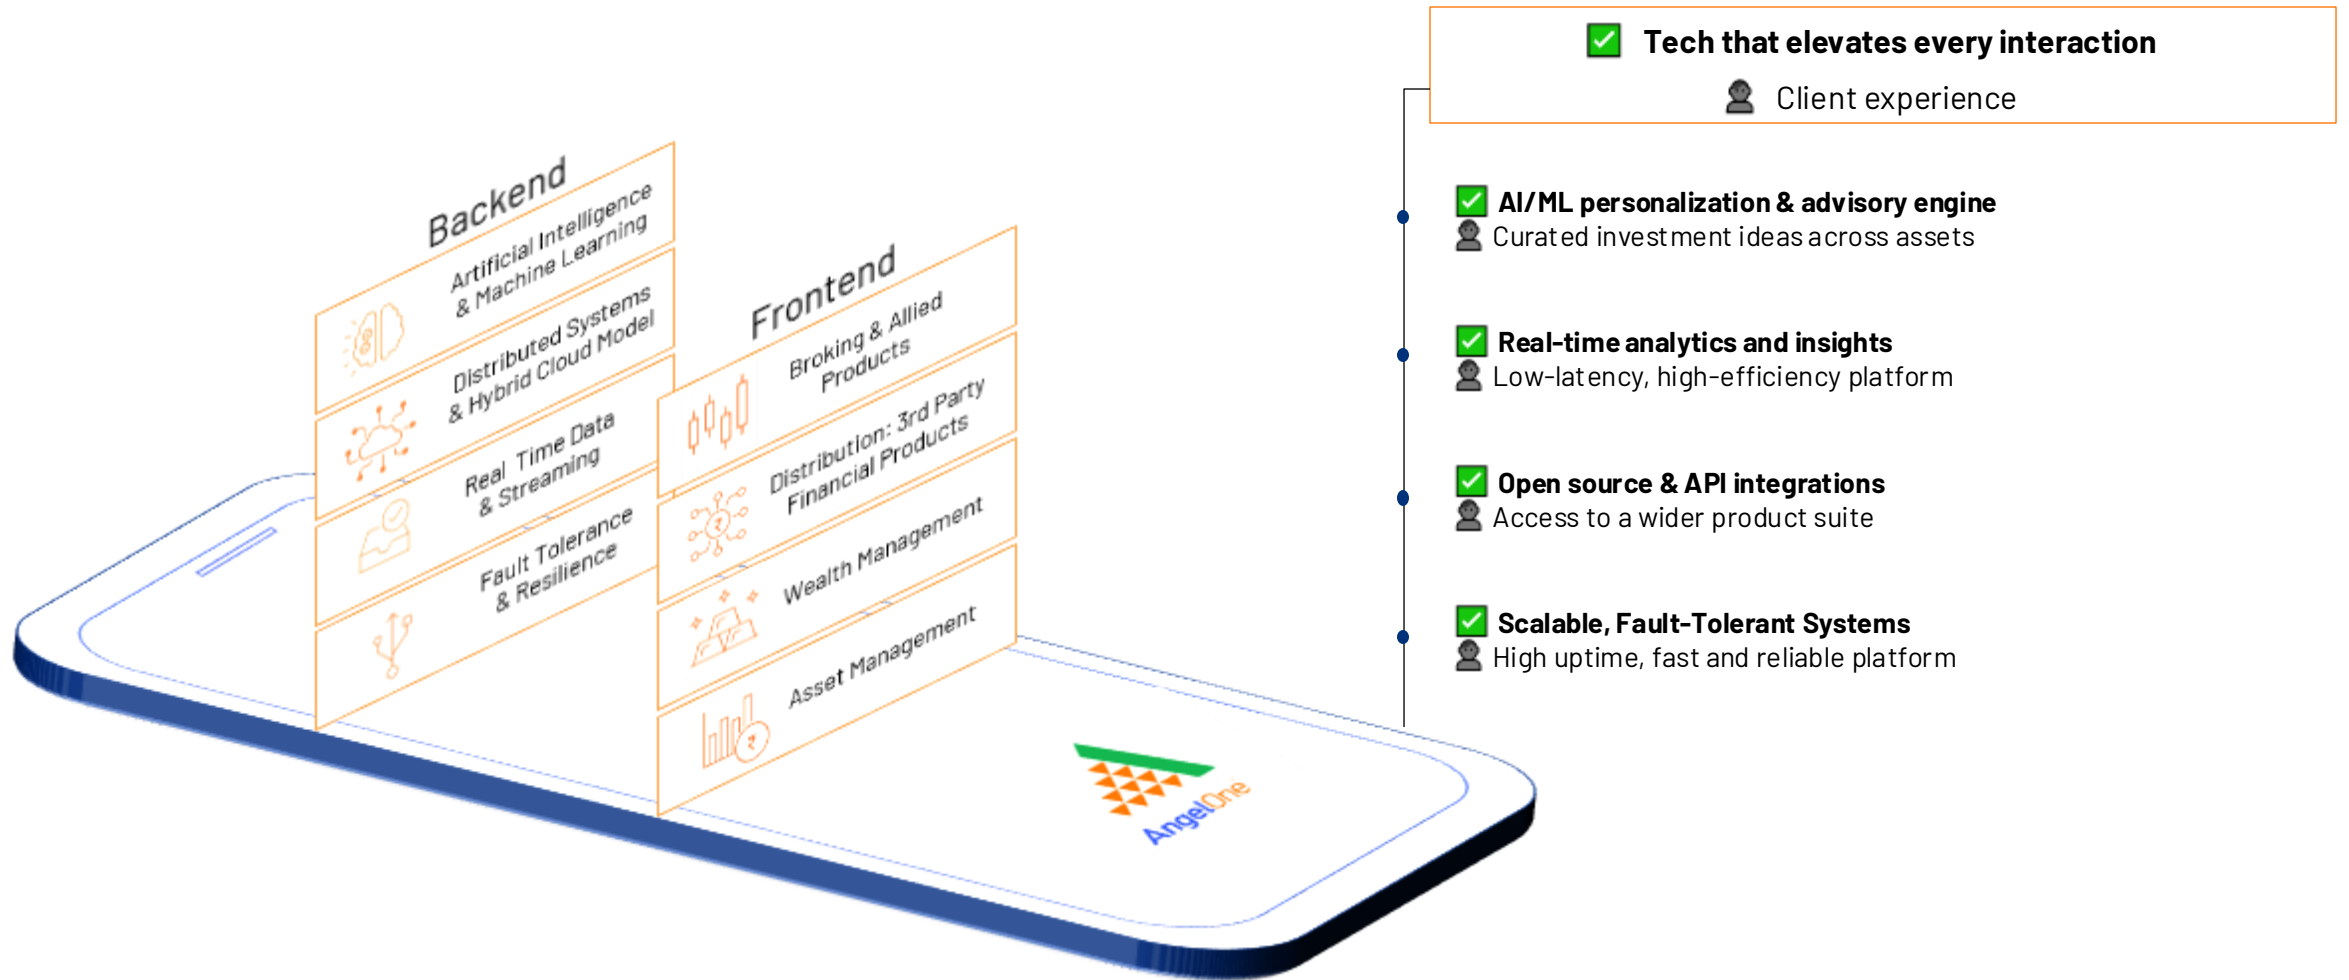 Tech that elevates every interaction
Client experience
Backend
Artificial Intelligence
& Machine Learning
Distributed Systems
& Hybrid Cloud Model
Real Time Data
& Streaming
Fault Tolerance
& Resilience
Frontend
Broking & Allied
Products
Distribution: 3rd Party
Financial Products
Wealth Management
Asset Management
AngelOne
AI/ML personalization & advisory engine
Curated investment ideas across assets
Real-time analytics and insights
Low-latency, high-efficiency platform
Open source & API integrations
Access to a wider product suite
Scalable, Fault-Tolerant Systems
High uptime, fast and reliable platform